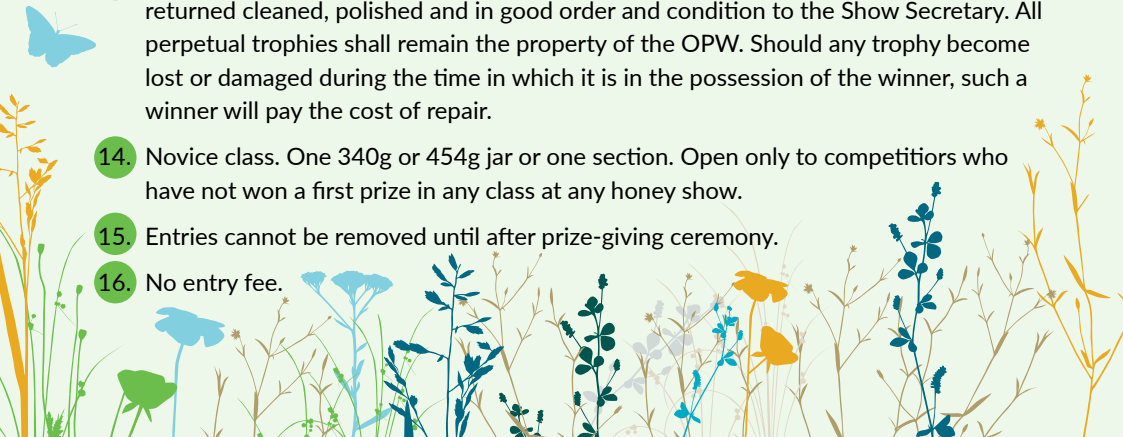 returned cleaned, polished and in good order and condition to the Show Secretary. All
perpetual trophies shall remain the property of the OPW. Should any trophy become
lost or damaged during the time in which it is in the possession of the winner, such a
winner will pay the cost of repair.
14. Novice class. One 340g or 454g jar or one section. Open only to competitiors who
have not won a first prize in any class at any honey show.
15. Entries cannot be removed until after prize-giving ceremony.
16. No entry fee.